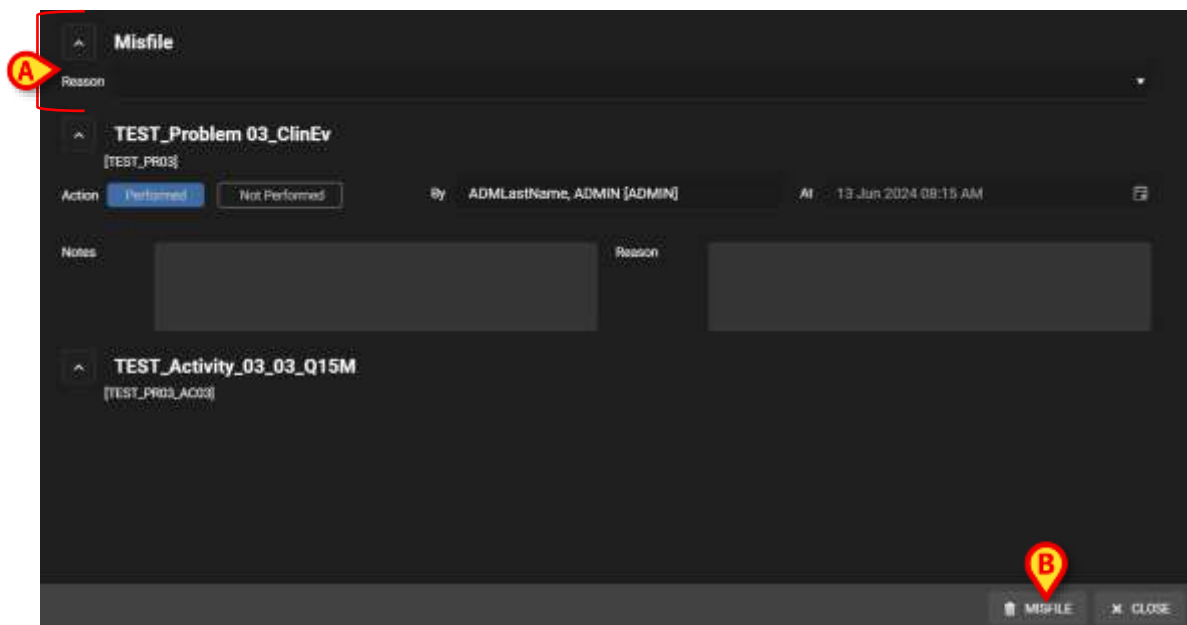 Misfile
A
Reason
TEST_Problem 03_ClinEv
[TEST_PR03]
Action Performed Not Performed By ADMLastName, ADMIN [ADMIN] At 13 Jun 2024 08:15 AM
Notes Reason
TEST_Activity_03_03_Q15M
[TEST_PR03_AC03]
B
MISFILE CLOSE